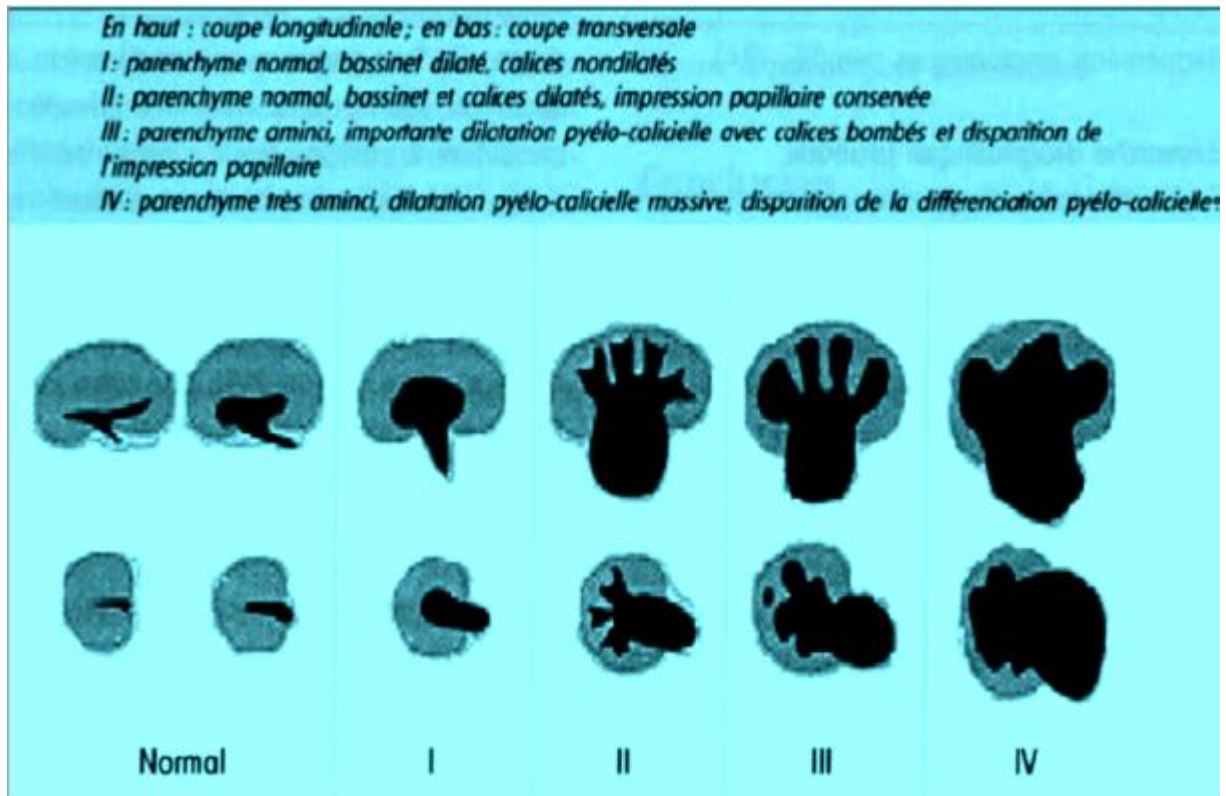 En haut : coupe longitudinale; en bas: coupe transversale
I: parenchyme normal, bassinet dilaté, calices nondilatés
II: parenchyme normal, bassinet et calices dilatés, impression papillaire conservée
III: parenchyme aminci, importante dilatation pyélo-calicielle avec calices bombés et disparition de
l'impression papillaire
IV: parenchyme très aminci, dilatation pyélo-calicielle massive, disparition de la différenciation pyélo-calicielle
Normal I II III IV